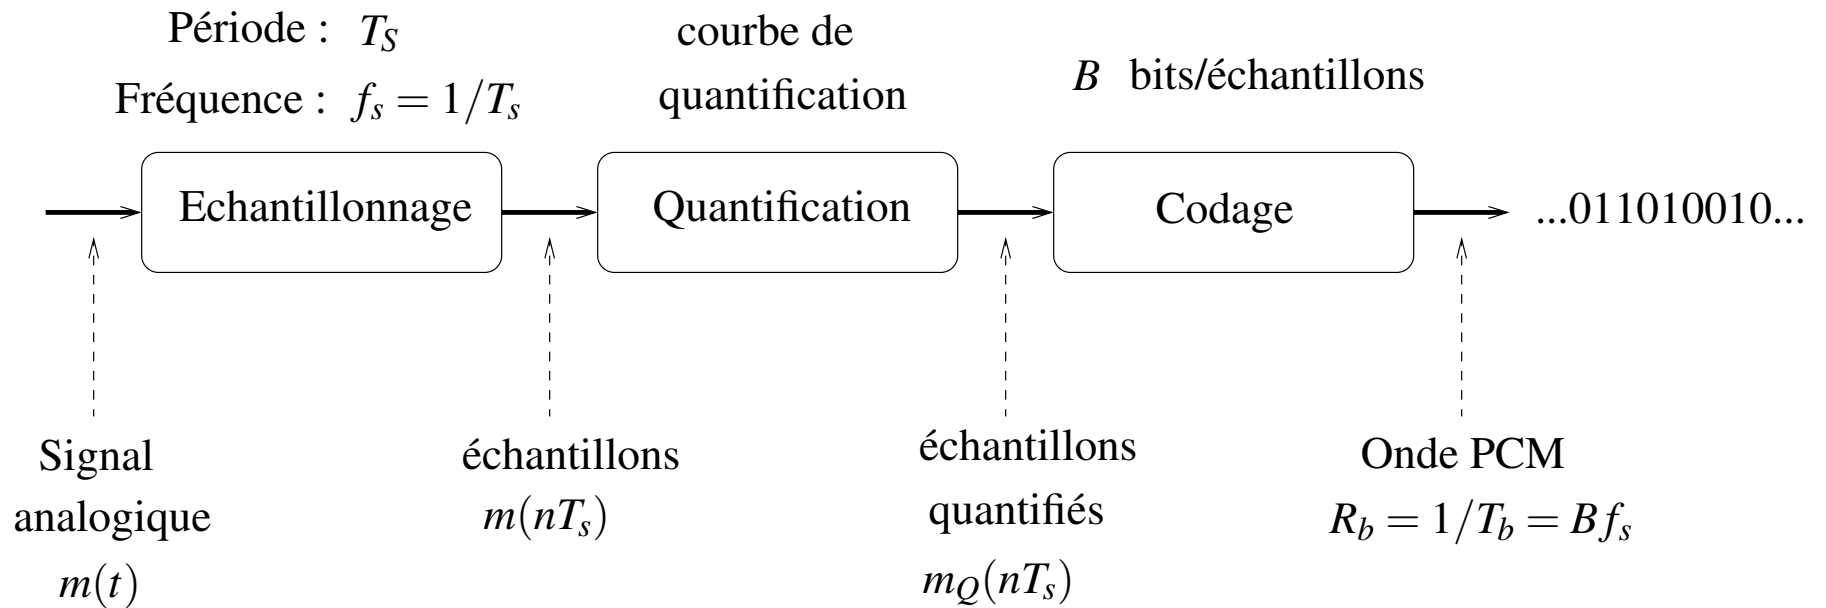 Période : T_S
Fréquence : f_s = 1/T_s
courbe de
quantification
B bits/échantillons
Echantillonnage
Quantification
Codage
...011010010...
Signal
analogique
m(t)
échantillons
m(nT_s)
échantillons
quantifiés
m_Q(nT_s)
Onde PCM
R_b = 1/T_b = Bf_s